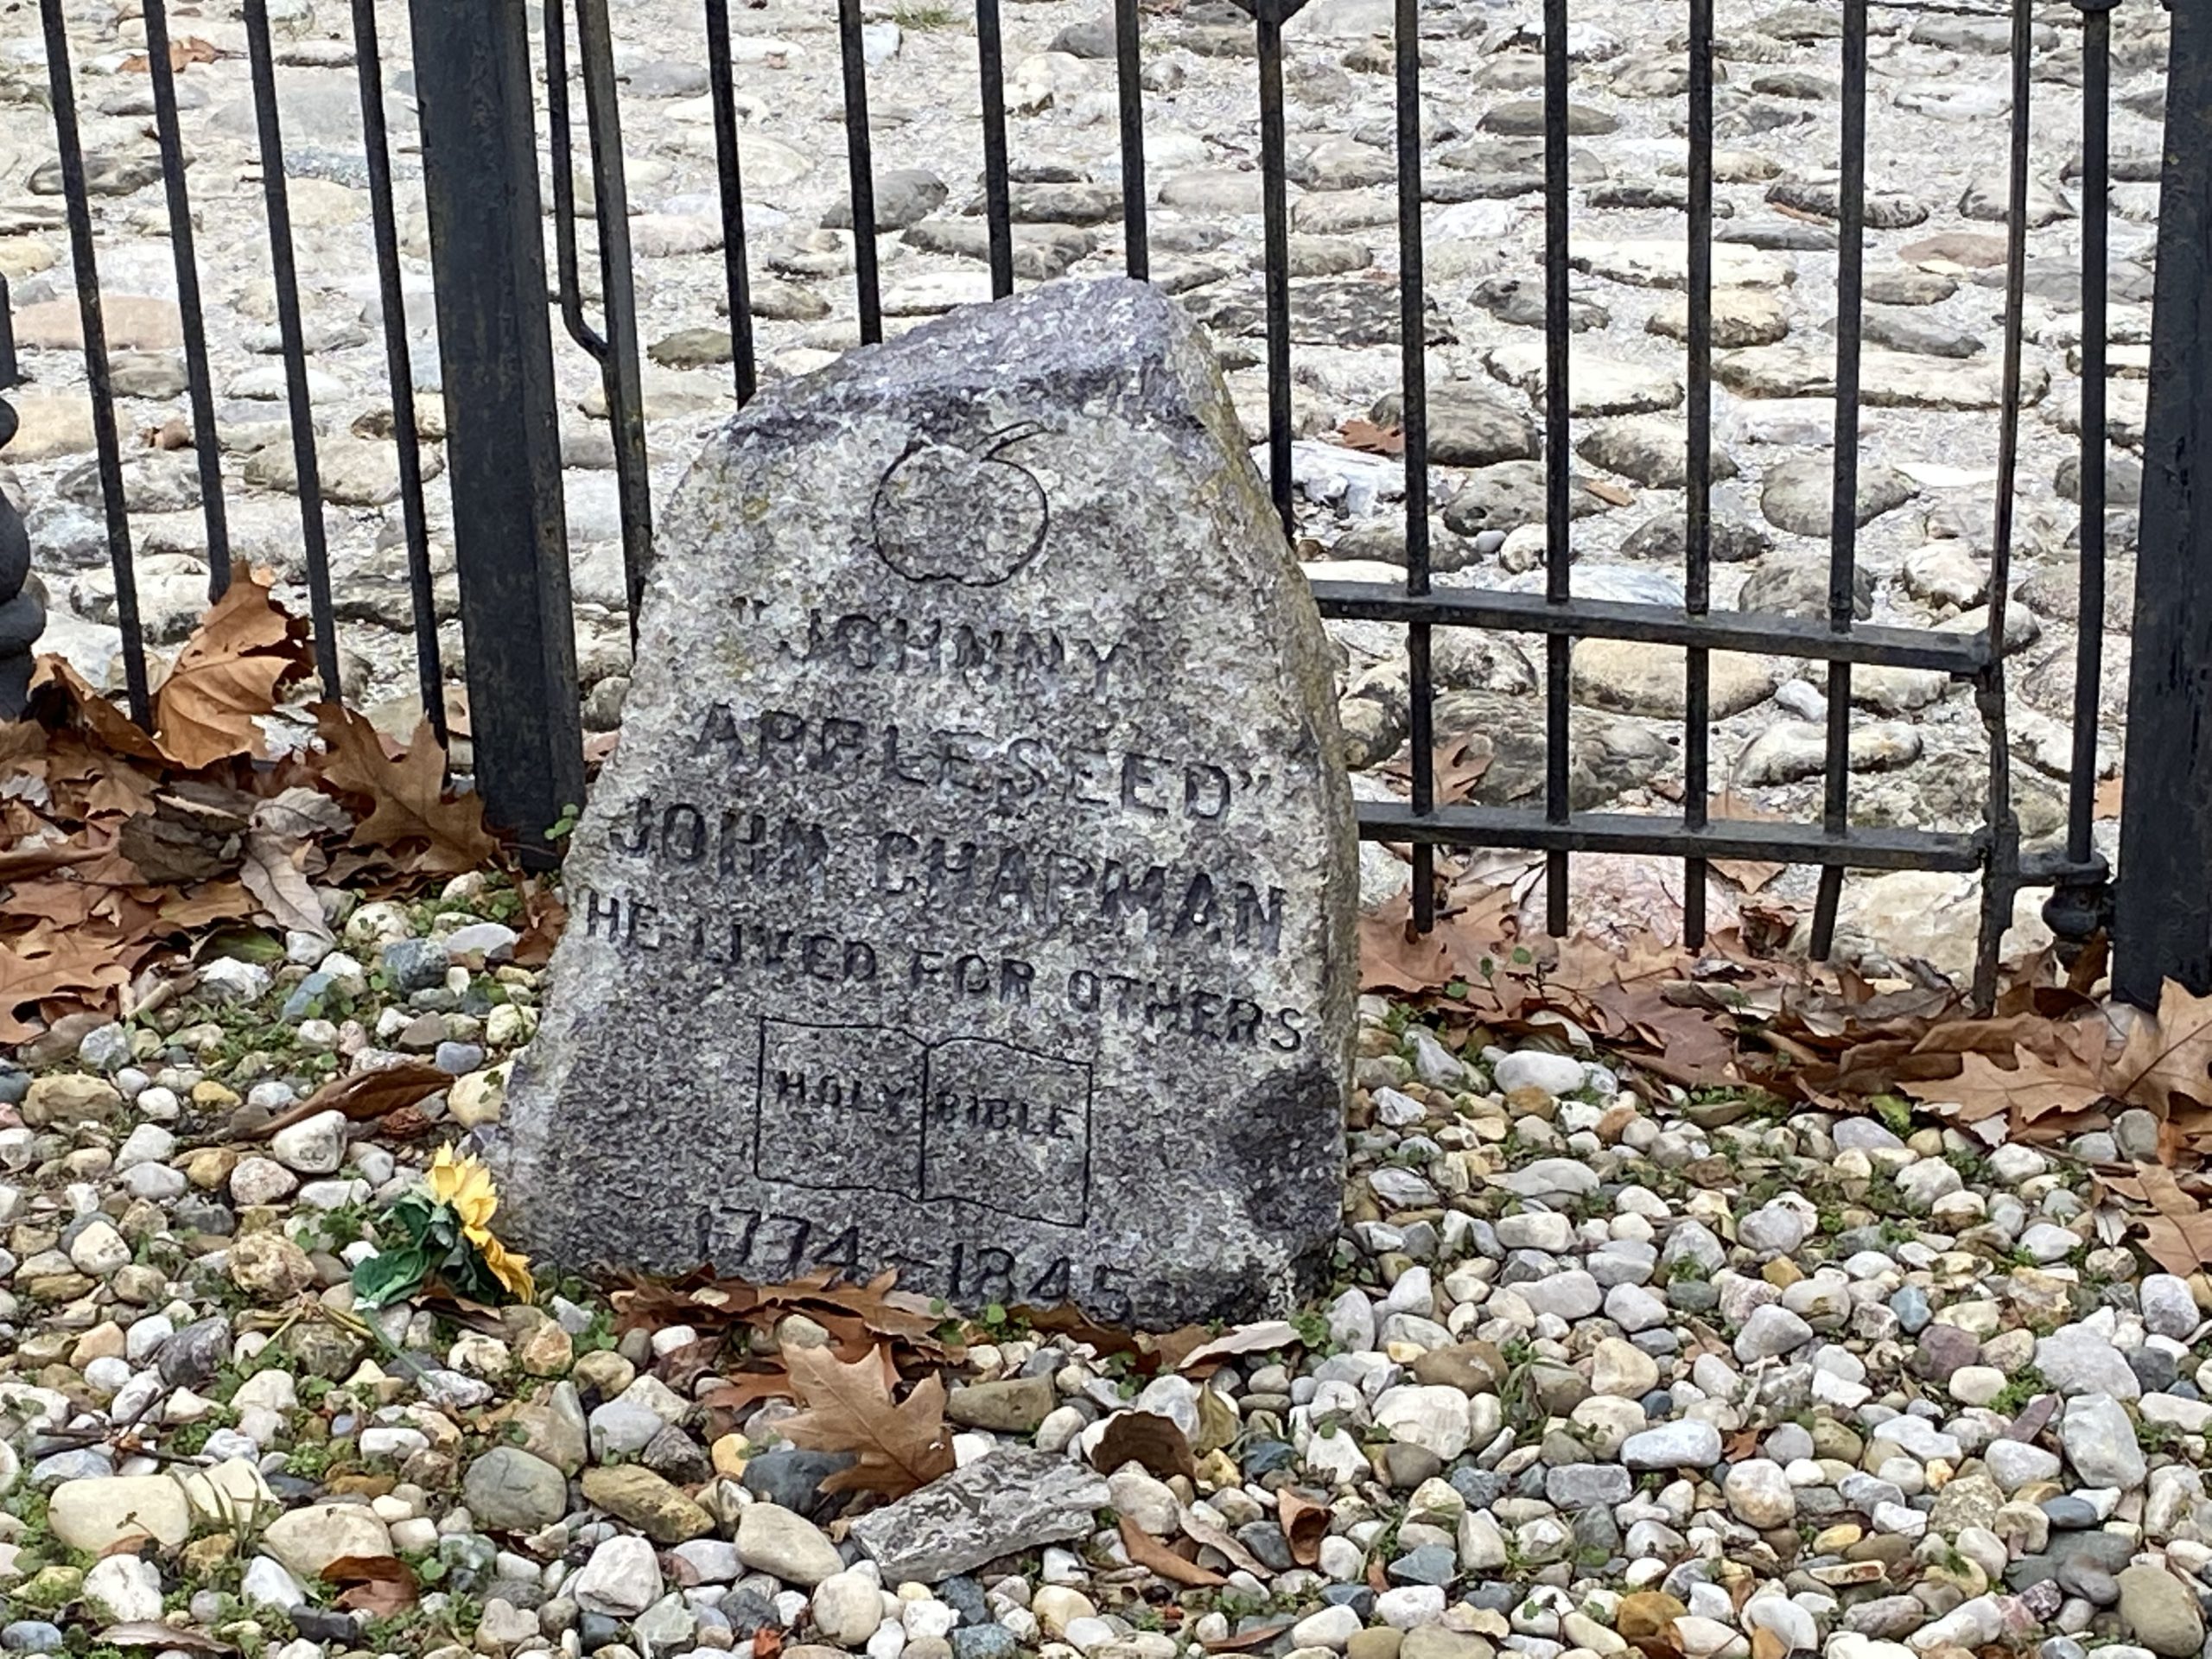 "JOHNNY
APPLESEED"
JOHN CHAPMAN
HE LIVED FOR OTHERS
HOLY BIBLE
1774-1845